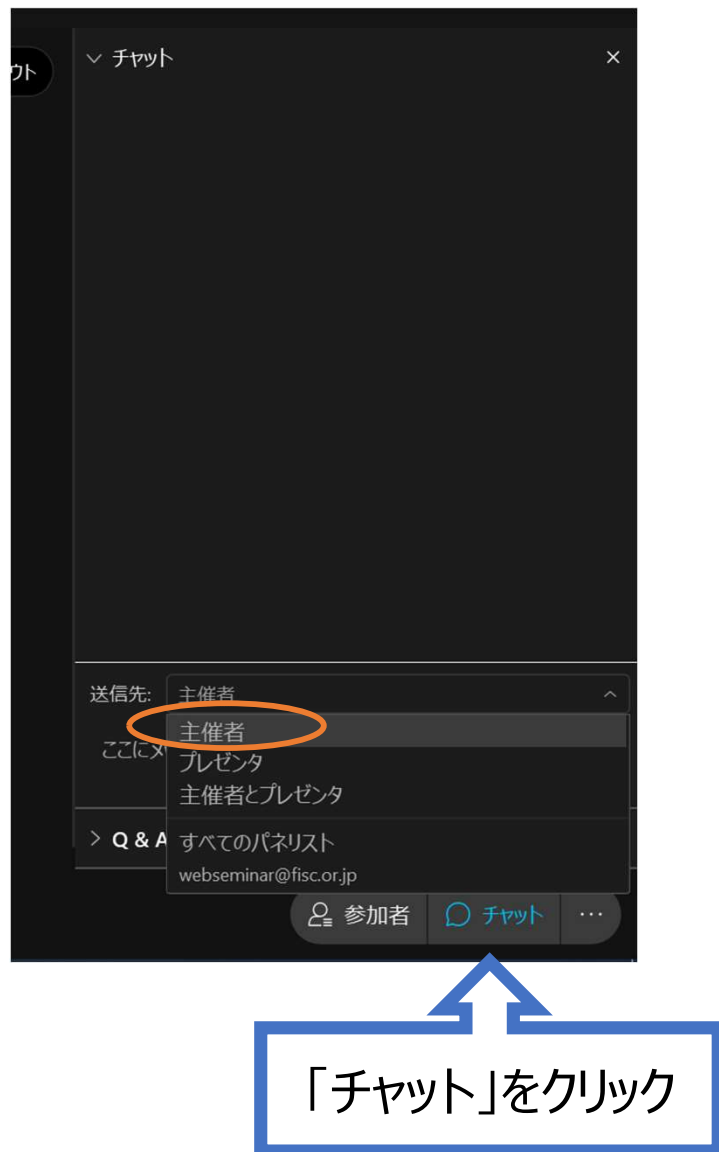 ウト
チャット
送信先: 主催者
主催者
ここにメ
プレゼンタ
主催者とプレゼンタ
Q & A
すべてのパネリスト
webseminar@fisc.or.jp
参加者 チャット ...
「チャット」をクリック